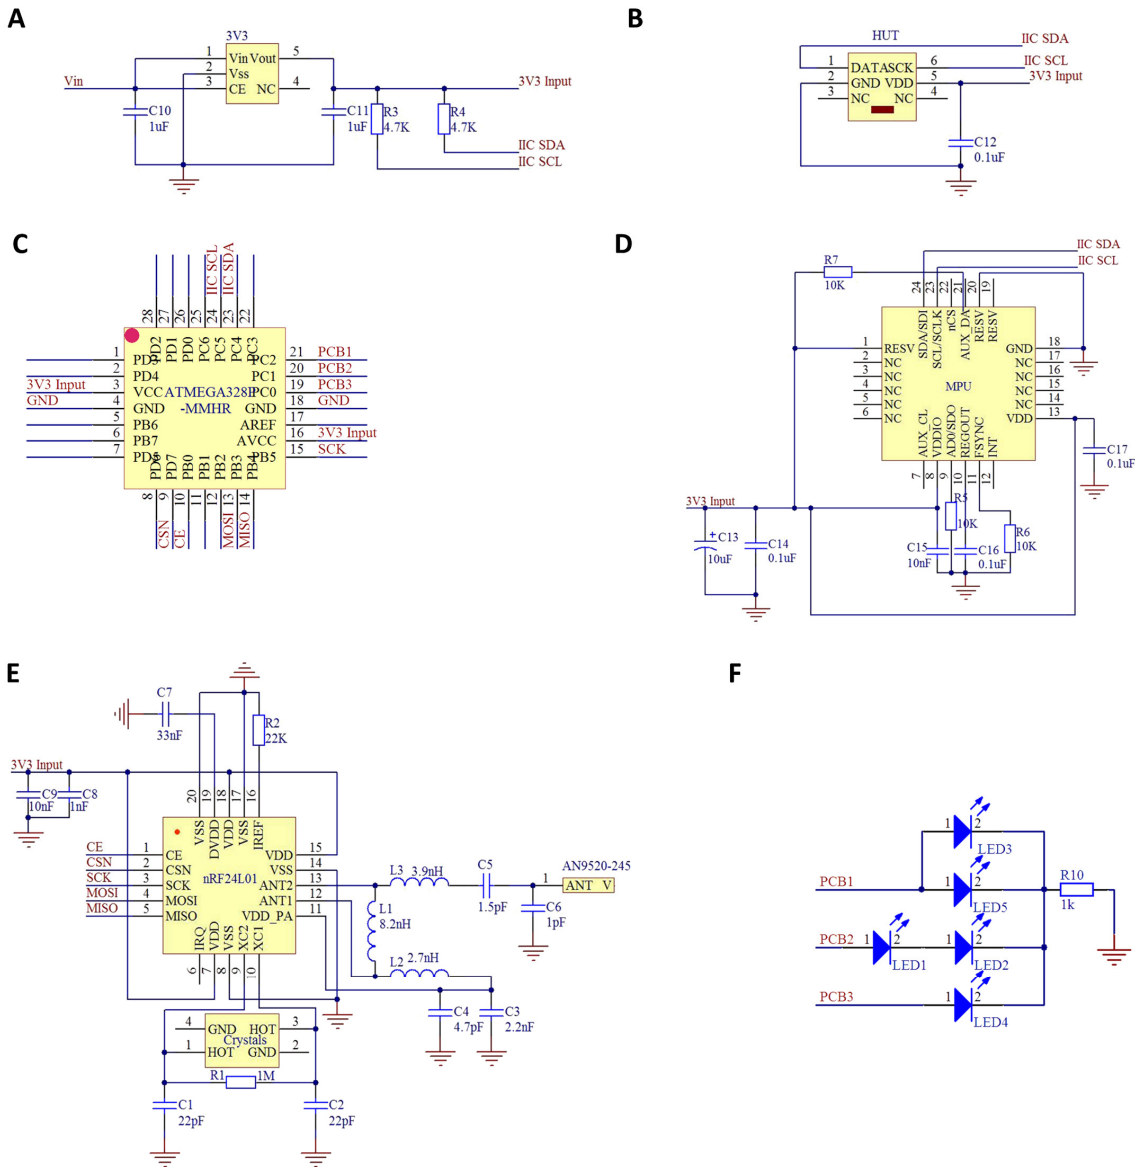 A
3V3
Vin
1
2
3
Vin Vout
Vss
CE NC
5
4
C10
1uF
C11
1uF
R3
4.7K
R4
4.7K
3V3 Input
IIC SDA
IIC SCL
B
HUT
IIC SDA
IIC SCL
3V3 Input
1
2
3
DATASCK
GND VDD
NC NC
6
5
4
C12
0.1uF
C
IIC SCL
IIC SDA
28
27
26
25
24
23
22
PD2
PD1
PD0
PC6
PC5
PC4
PC3
1 PD3
2 PD4
3V3 Input 3 VCC
GND 4 GND
5 PB6
6 PB7
7 PD5
ATMEGA328P
-MMHR
PC2 21 PCB1
PC1 20 PCB2
PC0 19 PCB3
GND 18 GND
AREF 17
AVCC 16 3V3 Input
PB5 15 SCK
PD6
PD7
PB0
PB1
PB2
PB3
PB4
8
9
10
11
12
13
14
CSN
CE
MOSI
MISO
D
IIC SDA
IIC SCL
R7
10K
24
23
22
21
20
19
SDA/SDI
SCL/SCLK
nCS
AUX_DA
RESV
RESV
1 RESV
2 NC
3 NC
4 NC
5 NC
6 NC
MPU
GND 18
NC 17
NC 16
NC 15
NC 14
VDD 13
AUX_CL
VDDIO
AD0/SDO
REGOUT
FSYNC
INT
7
8
9
10
11
12
C17
0.1uF
3V3 Input
C13
10uF
C14
0.1uF
R5
10K
C15
10nF
C16
0.1uF
R6
10K
E
C7
33nF
R2
22K
3V3 Input
C9
10nF
C8
1nF
20
19
18
17
16
VSS
DVDD
VDD
VSS
IREF
CE 1 CE
CSN 2 CSN
SCK 3 SCK
MOSI 4 MOSI
MISO 5 MISO
nRF24L01
VDD 15
VSS 14
ANT2 13
ANT1 12
VDD_PA 11
IRQ
VDD
VSS
XC2
XC1
6
7
8
9
10
L3 3.9nH
C5
1.5pF
AN9520-245
1 ANT V
C6
1pF
L1
8.2nH
L2 2.7nH
C4
4.7pF
C3
2.2nF
4 GND HOT 3
Crystals
1 HOT GND 2
R1 1M
C1
22pF
C2
22pF
F
1 2
LED3
PCB1
1 2
LED5
R10
1k
PCB2
1 2
LED1
1 2
LED2
PCB3
1 2
LED4